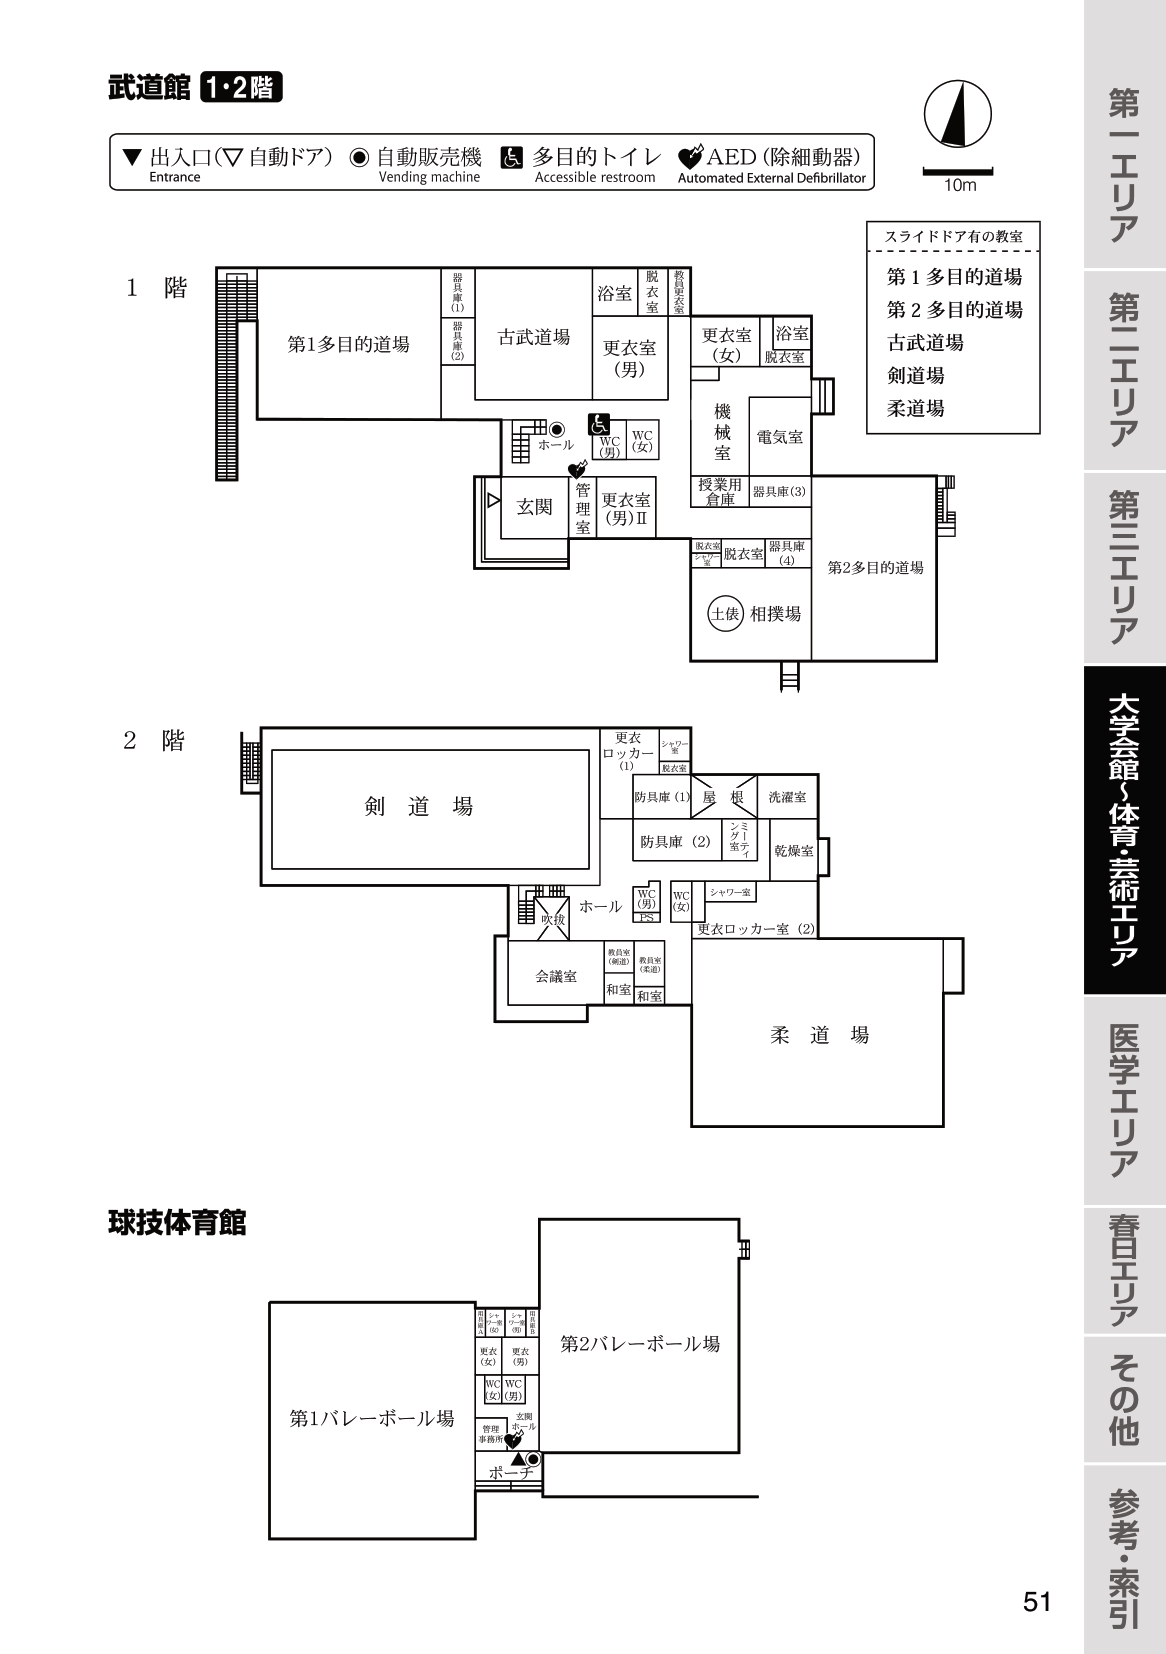 武道館 1・2階
▼ 出入口(▽ 自動ドア)
Entrance
◉ 自動販売機
Vending machine
多目的トイレ
Accessible restroom
AED (除細動器)
Automated External Defibrillator
10m
スライドドア有の教室
第1多目的道場
第2多目的道場
古武道場
剣道場
柔道場
1 階
第1多目的道場
器具庫(1)
器具庫(2)
古武道場
浴室
脱衣室
教員更衣室
更衣室
(男)
更衣室
(女)
浴室
脱衣室
機械室
電気室
ホール
WC
(男)
WC
(女)
玄関
管理室
更衣室
(男)Ⅱ
授業用
倉庫
器具庫(3)
脱衣室
シャワー
室
脱衣室
器具庫
(4)
第2多目的道場
土俵
相撲場
2 階
剣 道 場
更衣
ロッカー
(1)
シャワー
室
脱衣室
防具庫 (1)
屋 根
洗濯室
防具庫 (2)
ミーティ
ング室
乾燥室
吹抜
ホール
WC
(男)
PS
WC
(女)
シャワー室
更衣ロッカー室 (2)
会議室
教員室
(剣道)
和室
教員室
(柔道)
和室
柔 道 場
球技体育館
第1バレーボール場
用具庫A
シャ
ワー室
(女)
シャ
ワー室
(男)
用具庫B
更衣
(女)
更衣
(男)
WC
(女)
WC
(男)
玄関
ホール
管理
事務所
ポーチ
第2バレーボール場
第一エリア
第二エリア
第三エリア
大学会館~体育・芸術エリア
医学エリア
春日エリア
その他
参考・索引
51